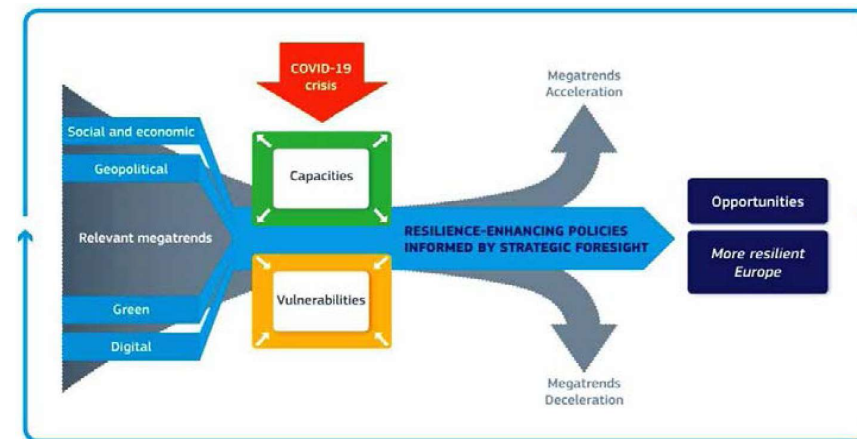 COVID-19
crisis
Megatrends
Acceleration
Social and economic
Geopolitical
Capacities
Relevant megatrends
RESILIENCE-ENHANCING POLICIES
INFORMED BY STRATEGIC FORESIGHT
Opportunities
More resilient
Europe
Vulnerabilities
Green
Digital
Megatrends
Deceleration